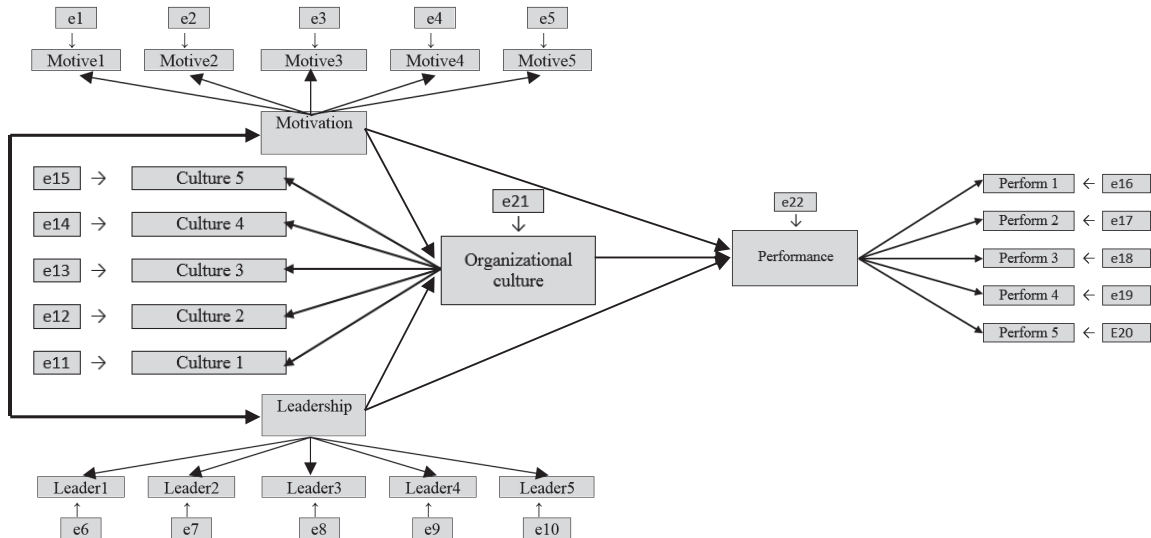 e1
e2
e3
e4
e5
Motive1
Motive2
Motive3
Motive4
Motive5
Motivation
e15
Culture 5
e14
Culture 4
e13
Culture 3
e12
Culture 2
e11
Culture 1
e21
Organizational
culture
e22
Performance
Perform 1
e16
Perform 2
e17
Perform 3
e18
Perform 4
e19
Perform 5
E20
Leadership
Leader1
Leader2
Leader3
Leader4
Leader5
e6
e7
e8
e9
e10